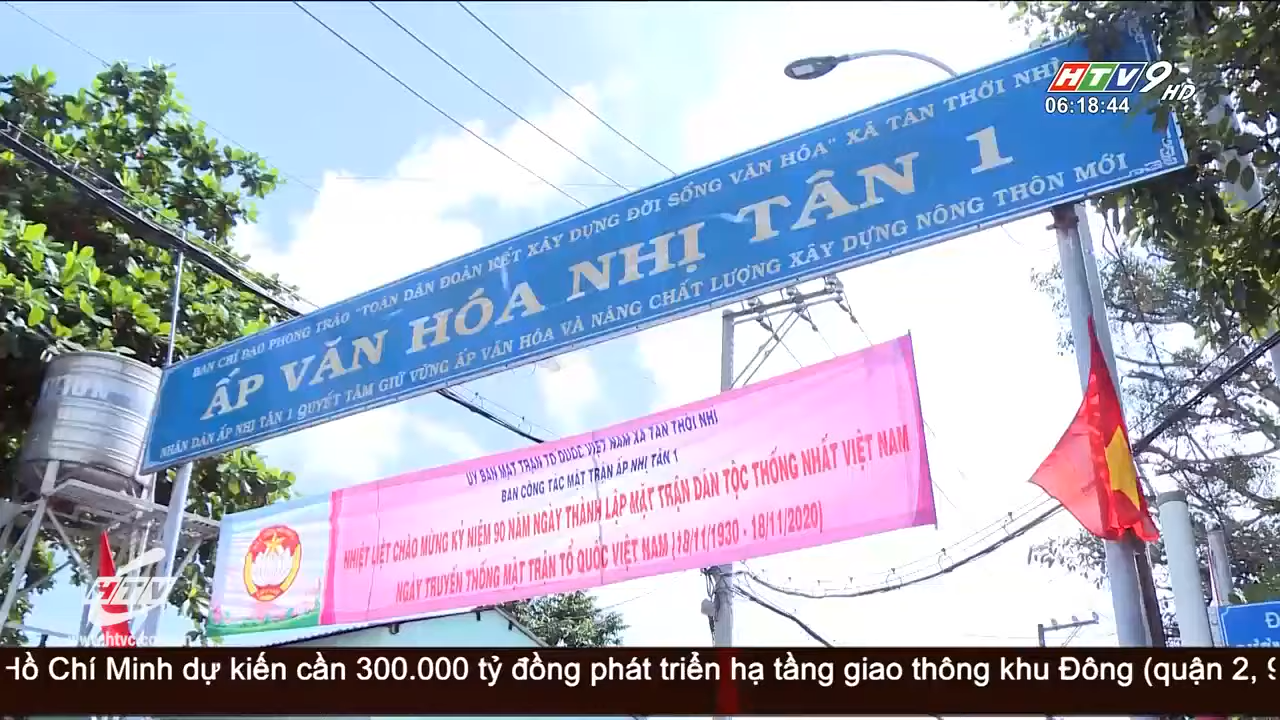 HTV9 HD
06:18:44
BAN CHỈ ĐẠO PHONG TRÀO "TOÀN DÂN ĐOÀN KẾT XÂY DỰNG ĐỜI SỐNG VĂN HÓA" XÃ TÂN THỚI NHÌ
ẤP VĂN HÓA NHỊ TÂN 1
NHÂN DÂN ẤP NHỊ TÂN 1 QUYẾT TÂM GIỮ VỮNG ẤP VĂN HÓA VÀ NÂNG CHẤT LƯỢNG XÂY DỰNG NÔNG THÔN MỚI
ỦY BAN MẶT TRẬN TỔ QUỐC VIỆT NAM XÃ TÂN THỚI NHÌ
BAN CÔNG TÁC MẶT TRẬN ẤP NHỊ TÂN 1
NHIỆT LIỆT CHÀO MỪNG KỶ NIỆM 90 NĂM NGÀY THÀNH LẬP MẶT TRẬN DÂN TỘC THỐNG NHẤT VIỆT NAM
NGÀY TRUYỀN THỐNG MẶT TRẬN TỔ QUỐC VIỆT NAM (18/11/1930 - 18/11/2020)
HTV
www.htvc.com.vn
Hồ Chí Minh dự kiến cần 300.000 tỷ đồng phát triển hạ tầng giao thông khu Đông (quận 2, 9